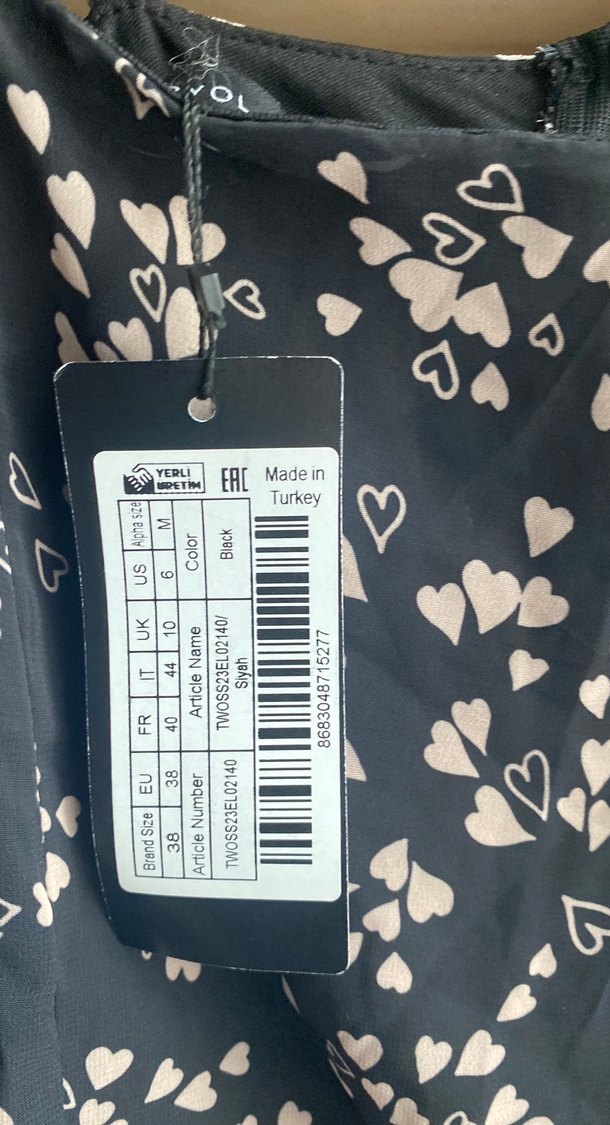 YERLİ
ÜRETİM
EAC
Made in
Turkey
Brand Size EU FR IT UK US Alpha size
38 38 40 44 10 6 M
Article Number Article Name Color
TWOSS23EL02140 TWOSS23EL02140/ Black
Siyah
8683048715277